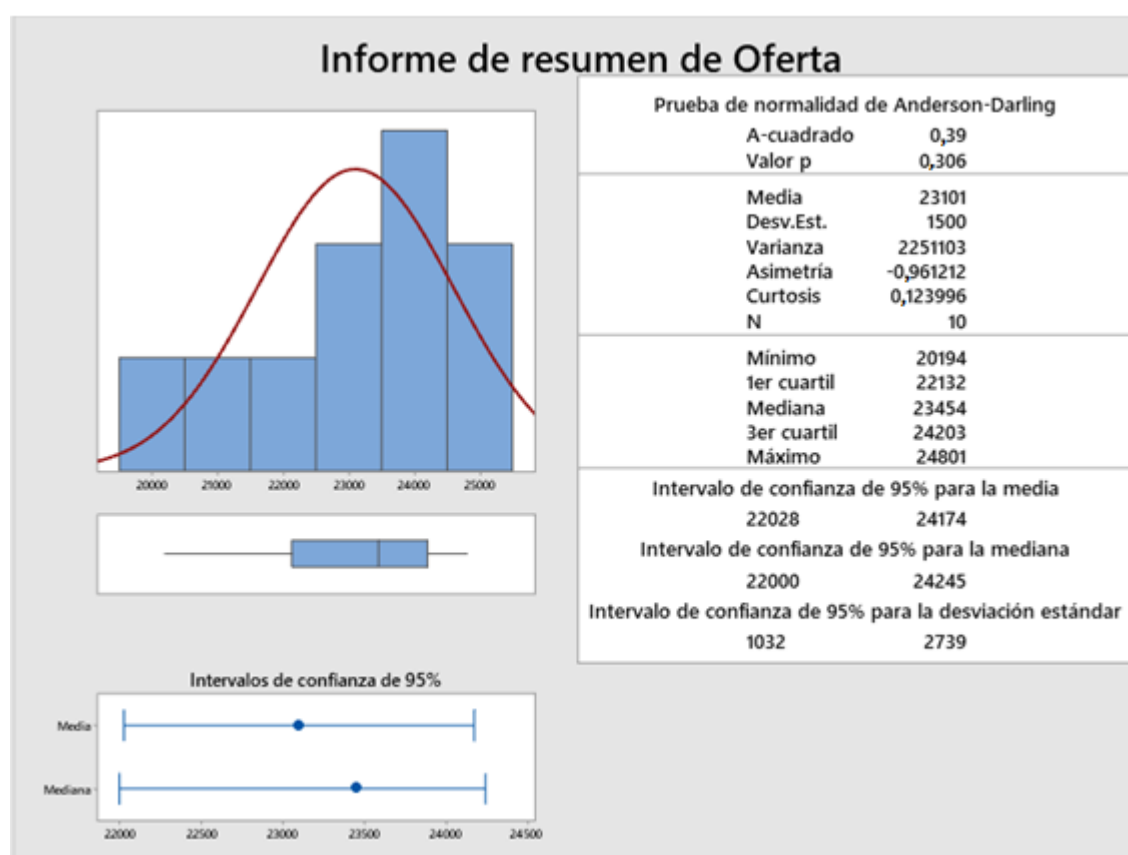 Informe de resumen de Oferta
Prueba de normalidad de Anderson-Darling
A-cuadrado 0,39
Valor p 0,306
Media 23101
Desv.Est. 1500
Varianza 2251103
Asimetría -0,961212
Curtosis 0,123996
N 10
Mínimo 20194
1er cuartil 22132
Mediana 23454
3er cuartil 24203
Máximo 24801
Intervalo de confianza de 95% para la media
22028 24174
Intervalo de confianza de 95% para la mediana
22000 24245
Intervalo de confianza de 95% para la desviación estándar
1032 2739
20000 21000 22000 23000 24000 25000
Intervalos de confianza de 95%
Media
Mediana
22000 22500 23000 23500 24000 24500